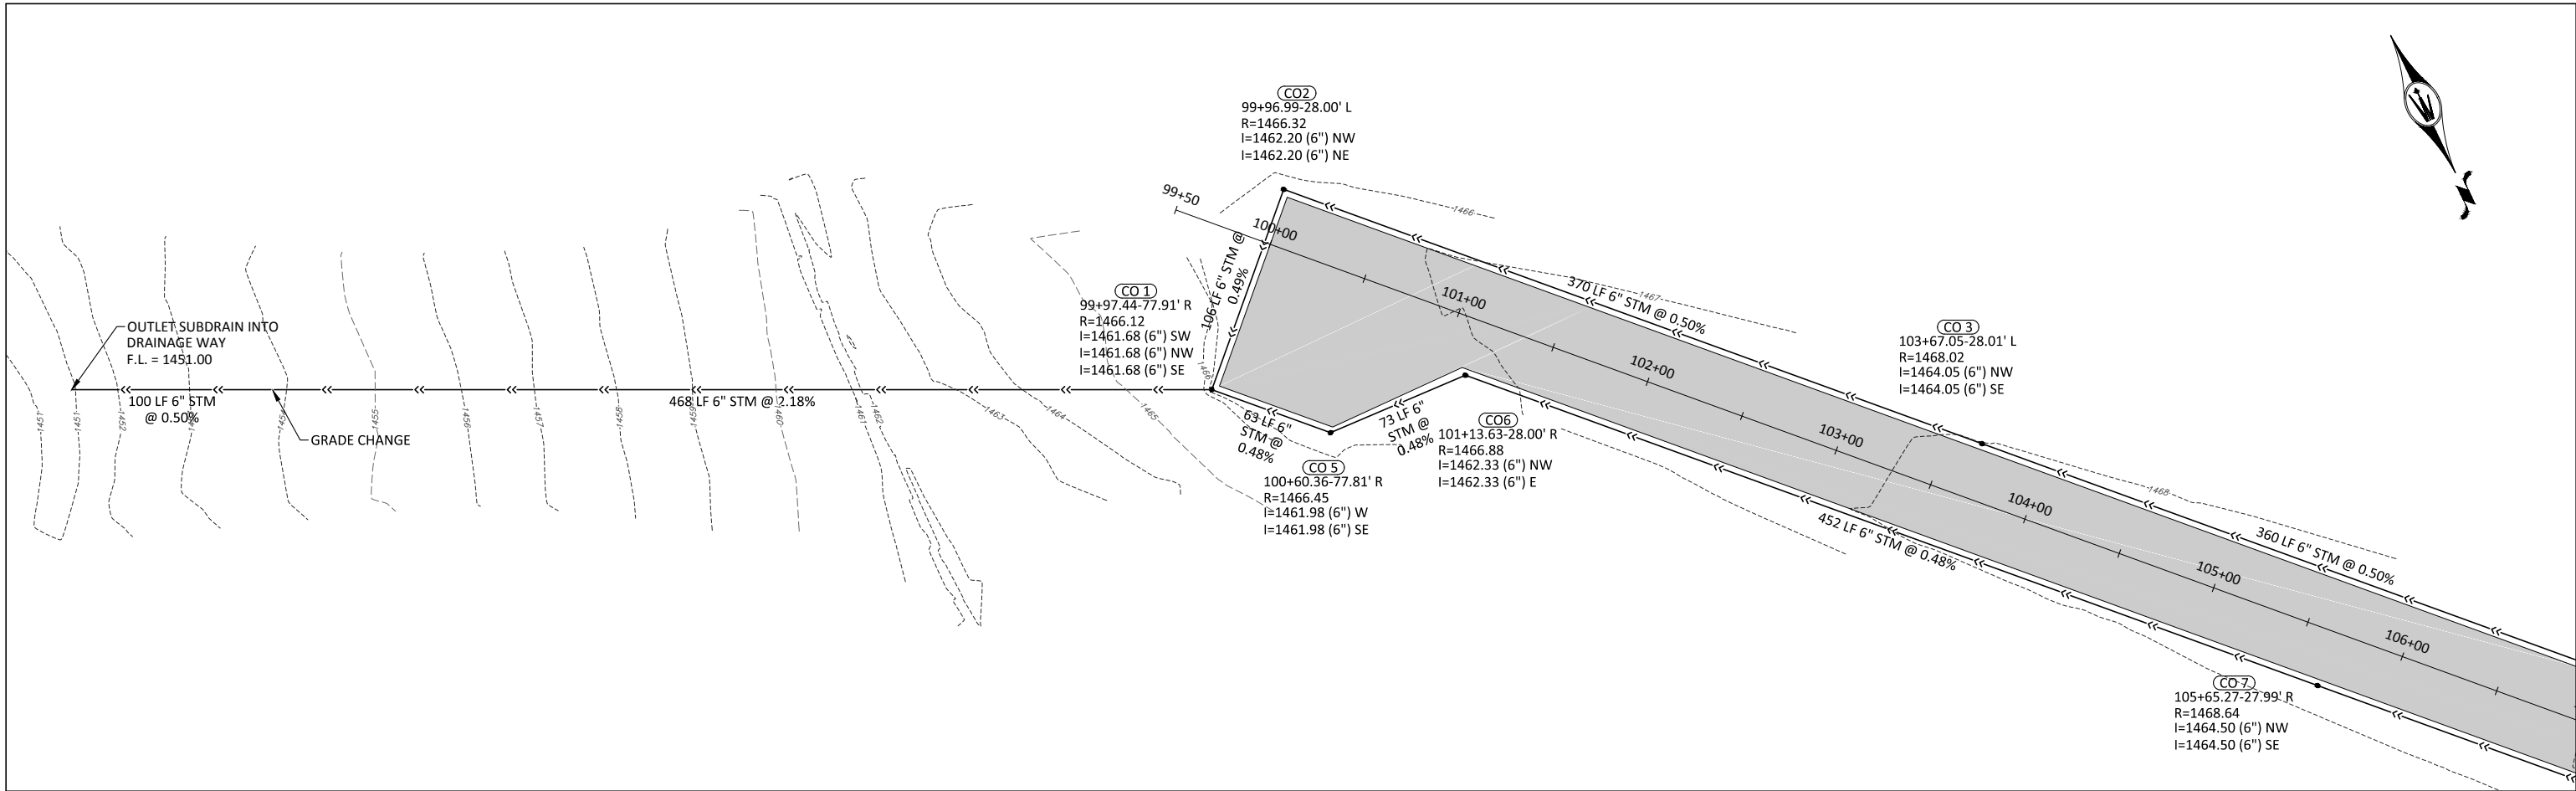 CO2
99+96.99-28.00' L
R=1466.32
I=1462.20 (6") NW
I=1462.20 (6") NE
99+50
100+00
101+00
102+00
103+00
104+00
105+00
106+00
106 LF 6" STM @
0.49%
CO 1
99+97.44-77.91' R
R=1466.12
I=1461.68 (6") SW
I=1461.68 (6") NW
I=1461.68 (6") SE
370 LF 6" STM @ 0.50%
CO 3
103+67.05-28.01' L
R=1468.02
I=1464.05 (6") NW
I=1464.05 (6") SE
OUTLET SUBDRAIN INTO
DRAINAGE WAY
F.L. = 1451.00
100 LF 6" STM
@ 0.50%
GRADE CHANGE
468 LF 6" STM @ 2.18%
63 LF 6"
STM @
0.48%
73 LF 6"
STM @
0.48%
CO6
101+13.63-28.00' R
R=1466.88
I=1462.33 (6") NW
I=1462.33 (6") E
CO 5
100+60.36-77.81' R
R=1466.45
I=1461.98 (6") W
I=1461.98 (6") SE
452 LF 6" STM @ 0.48%
360 LF 6" STM @ 0.50%
CO 7
105+65.27-27.99' R
R=1468.64
I=1464.50 (6") NW
I=1464.50 (6") SE
1451
1451
1452
1455
1456
1457
1458
1459
1460
1461
1462
1463
1464
1465
1466
1466
1467
1468
N